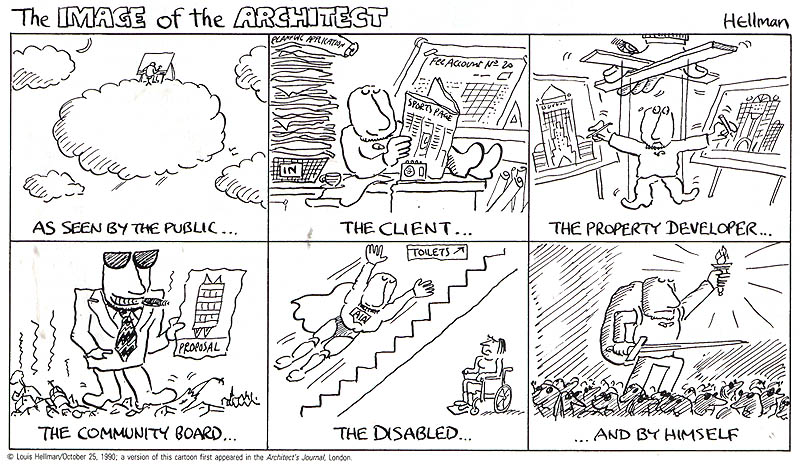 The IMAGE of the ARCHITECT
Hellman
PLANNING APPLICATION
FEE ACCOUNT No 20
SPORTS PAGE
IN
AS SEEN BY THE PUBLIC...
THE CLIENT...
THE PROPERTY DEVELOPER...
TOILETS ↗
PROPOSAL
THE COMMUNITY BOARD...
THE DISABLED...
...AND BY HIMSELF
© Louis Hellman/October 25, 1990; a version of this cartoon first appeared in the Architect's Journal, London.